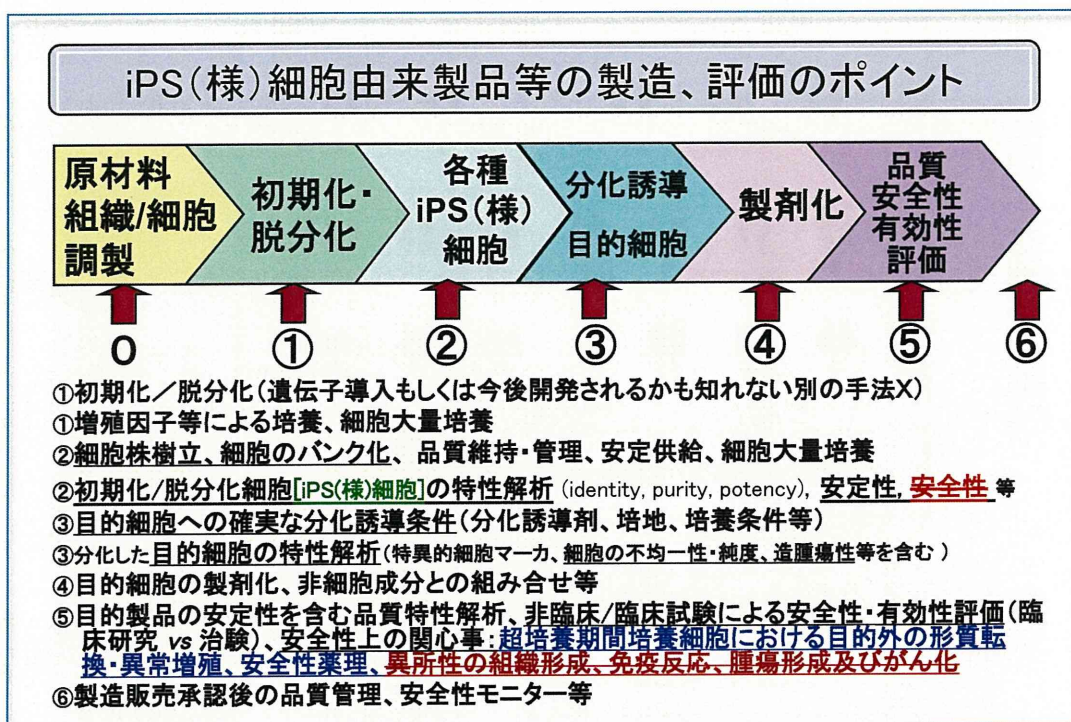 iPS(様)細胞由来製品等の製造、評価のポイント
原材料
組織/細胞
調製
初期化・
脱分化
各種
iPS(様)
細胞
分化誘導
目的細胞
製剤化
品質
安全性
有効性
評価
0
①
②
③
④
⑤
⑥
①初期化／脱分化(遺伝子導入もしくは今後開発されるかも知れない別の手法X)
①増殖因子等による培養、細胞大量培養
②細胞株樹立、細胞のバンク化、品質維持・管理、安定供給、細胞大量培養
②初期化/脱分化細胞[iPS(様)細胞]の特性解析 (identity, purity, potency), 安定性, 安全性 等
③目的細胞への確実な分化誘導条件(分化誘導剤、培地、培養条件等)
③分化した目的細胞の特性解析(特異的細胞マーカ、細胞の不均一性・純度、造腫瘍性等を含む )
④目的細胞の製剤化、非細胞成分との組み合せ等
⑤目的製品の安定性を含む品質特性解析、非臨床/臨床試験による安全性・有効性評価(臨
床研究 vs 治験)、安全性上の関心事:超培養期間培養細胞における目的外の形質転
換・異常増殖、安全性薬理、異所性の組織形成、免疫反応、腫瘍形成及びがん化
⑥製造販売承認後の品質管理、安全性モニター等